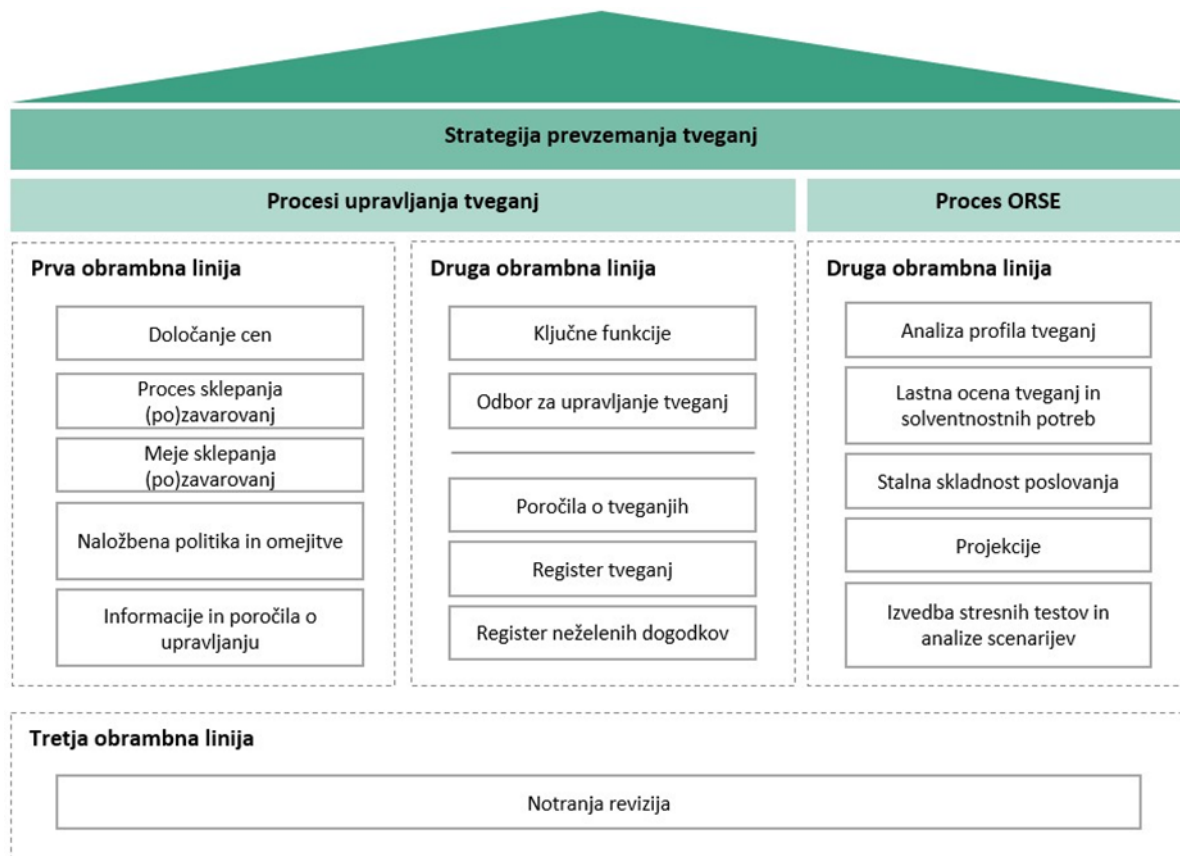 Strategija prevzemanja tveganj
Procesi upravljanja tveganj
Proces ORSE
Prva obrambna linija
Določanje cen
Proces sklepanja
(po)zavarovanj
Meje sklepanja
(po)zavarovanj
Naložbena politika in omejitve
Informacije in poročila o
upravljanju
Druga obrambna linija
Ključne funkcije
Odbor za upravljanje tveganj
Poročila o tveganjih
Register tveganj
Register neželenih dogodkov
Druga obrambna linija
Analiza profila tveganj
Lastna ocena tveganj in
solventnostnih potreb
Stalna skladnost poslovanja
Projekcije
Izvedba stresnih testov in
analize scenarijev
Tretja obrambna linija
Notranja revizija